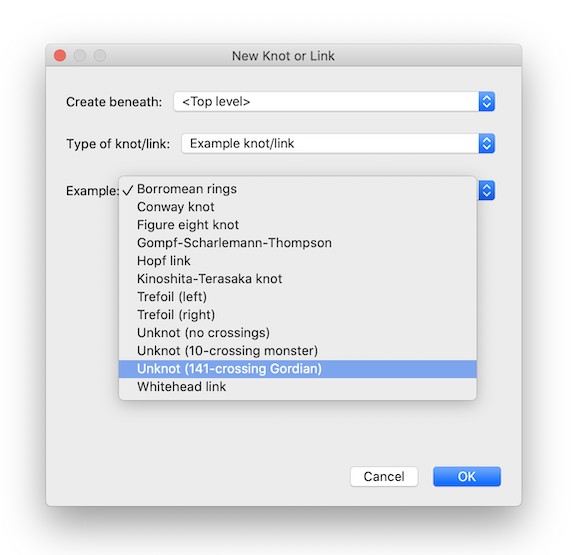 New Knot or Link
Create beneath: <Top level>
Type of knot/link: Example knot/link
Example: ✓ Borromean rings
Conway knot
Figure eight knot
Gompf-Scharlemann-Thompson
Hopf link
Kinoshita-Terasaka knot
Trefoil (left)
Trefoil (right)
Unknot (no crossings)
Unknot (10-crossing monster)
Unknot (141-crossing Gordian)
Whitehead link
Cancel OK